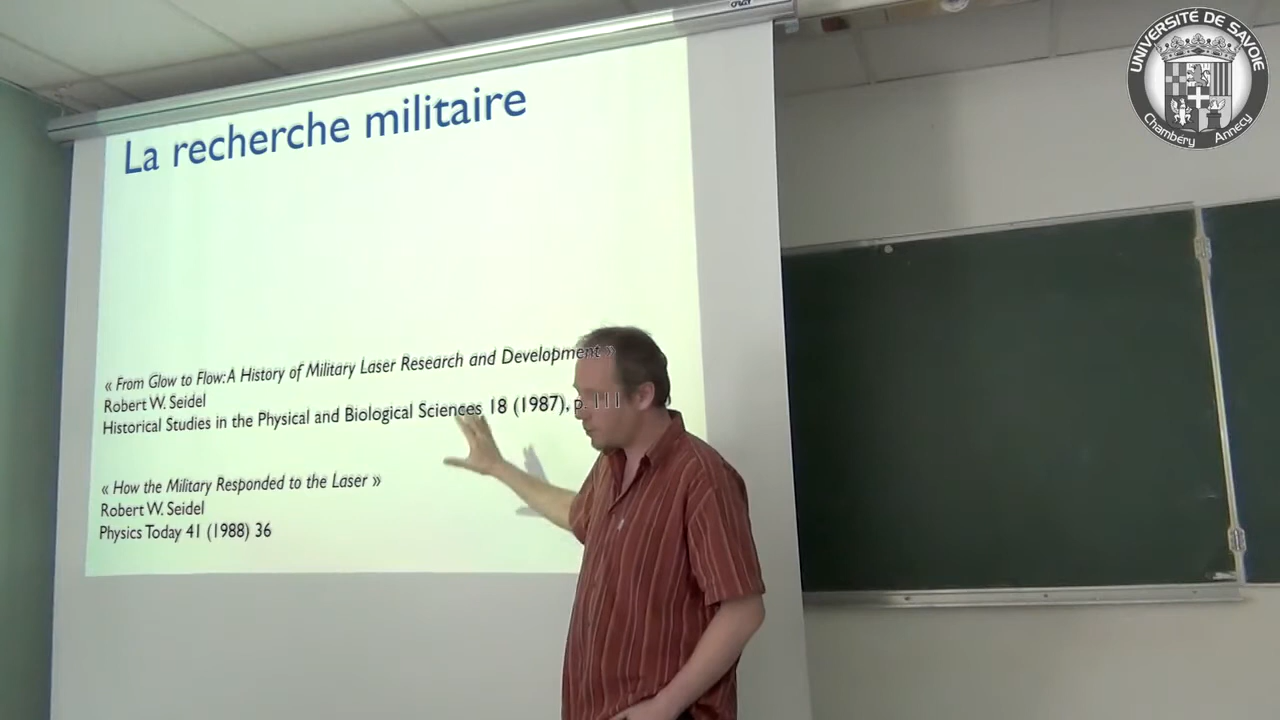 La recherche militaire
« From Glow to Flow: A History of Military Laser Research and Development »
Robert W. Seidel
Historical Studies in the Physical and Biological Sciences 18 (1987), p. 111
« How the Military Responded to the Laser »
Robert W. Seidel
Physics Today 41 (1988) 36
UNIVERSITÉ DE SAVOIE
Chambéry Annecy